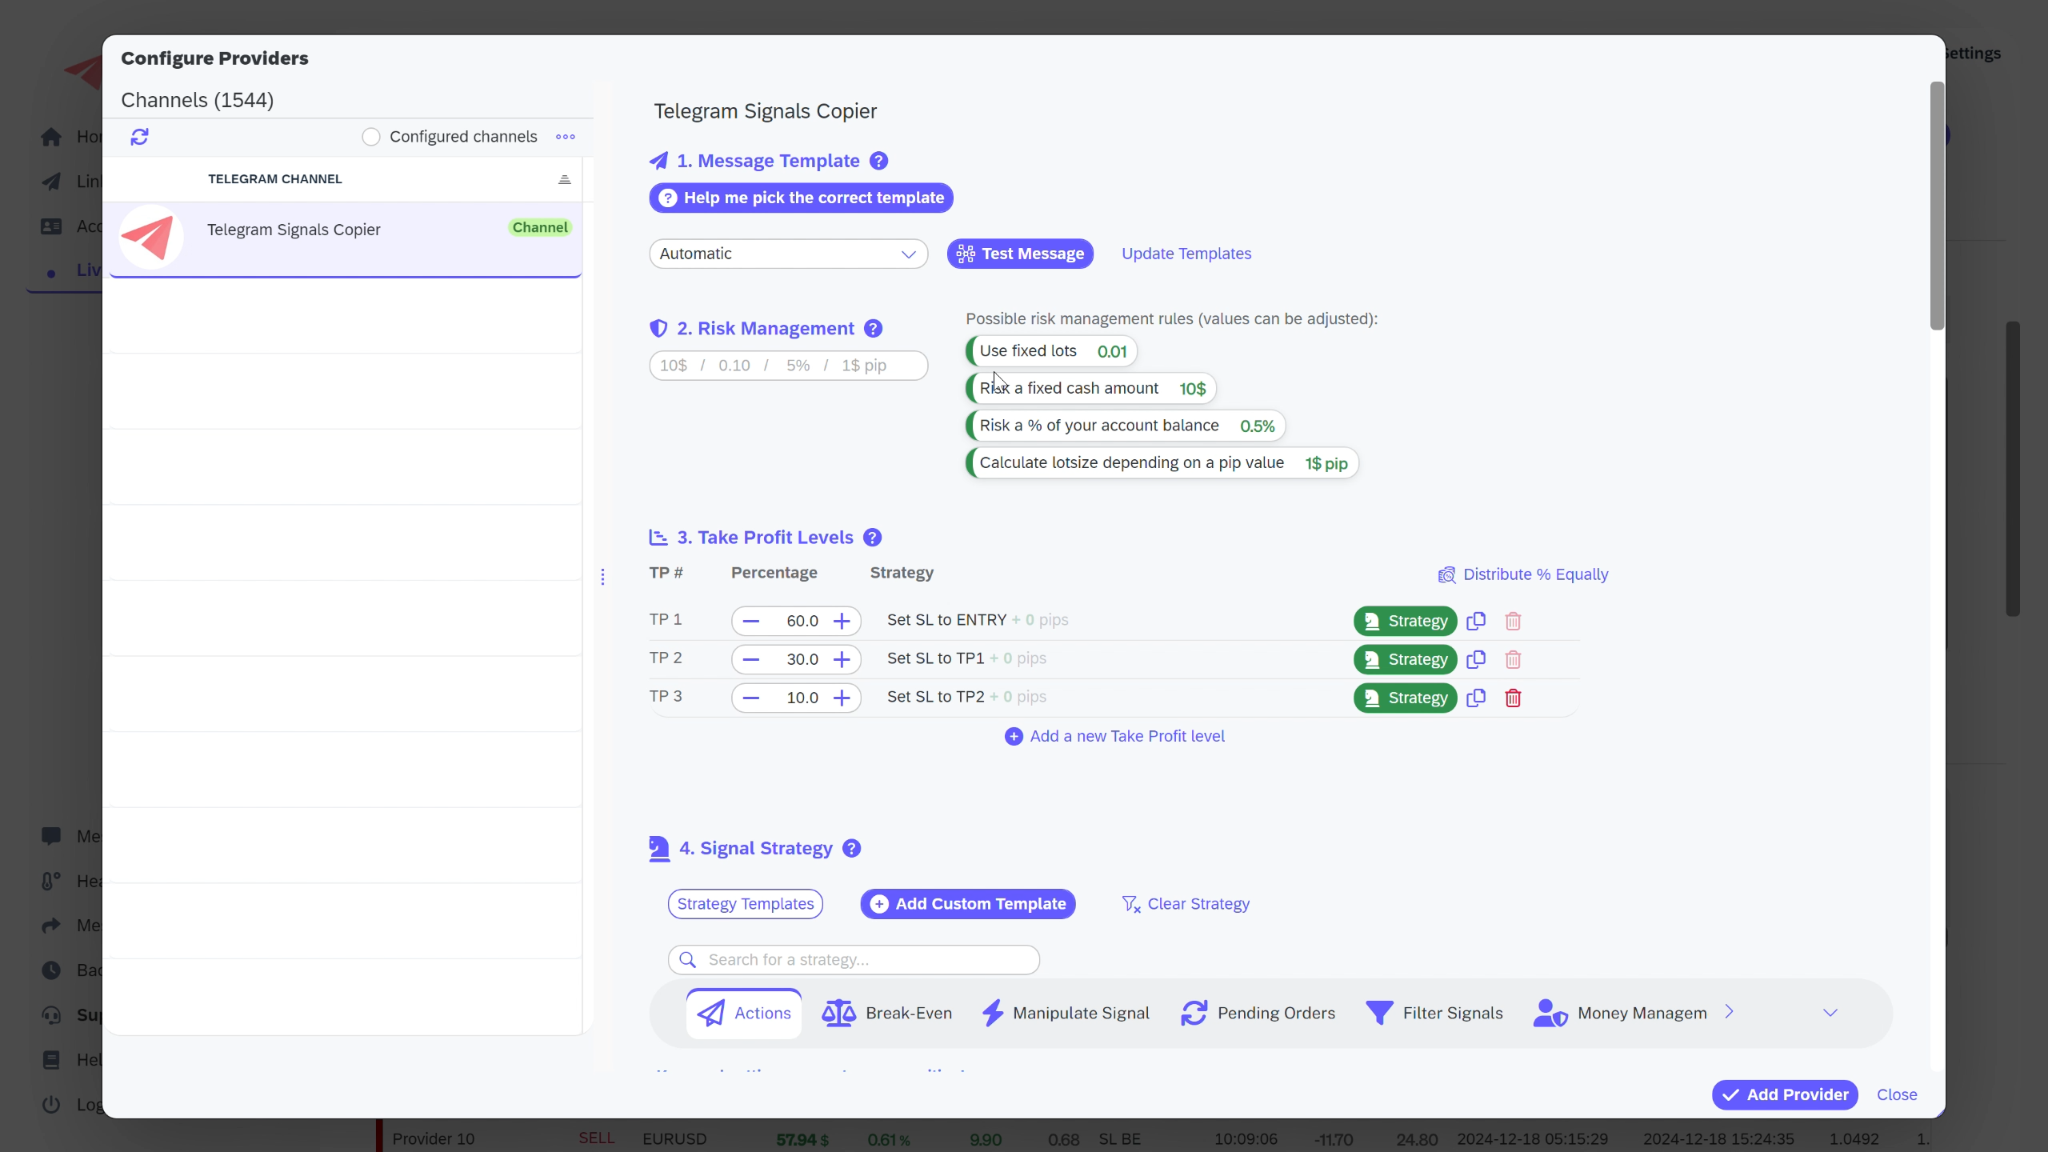 Configure Providers
Channels (1544)
Configured channels
TELEGRAM CHANNEL
Telegram Signals Copier
Channel
Telegram Signals Copier
1. Message Template ?
? Help me pick the correct template
Automatic
Test Message
Update Templates
2. Risk Management ?
10$ / 0.10 / 5% / 1$ pip
Possible risk management rules (values can be adjusted):
Use fixed lots 0.01
Risk a fixed cash amount 10$
Risk a % of your account balance 0.5%
Calculate lotsize depending on a pip value 1$ pip
3. Take Profit Levels ?
TP # Percentage Strategy
Distribute % Equally
TP 1 — 60.0 + Set SL to ENTRY + 0 pips Strategy
TP 2 — 30.0 + Set SL to TP1 + 0 pips Strategy
TP 3 — 10.0 + Set SL to TP2 + 0 pips Strategy
Add a new Take Profit level
4. Signal Strategy ?
Strategy Templates
Add Custom Template
Clear Strategy
Search for a strategy...
Actions Break-Even Manipulate Signal Pending Orders Filter Signals Money Managem
Add Provider Close
Provider 10 SELL EURUSD 57.94 $ 0.61 % 9.90 0.68 SL BE 10:09:06 -11.70 24.80 2024-12-18 05:15:29 2024-12-18 15:24:35 1.0492 1.